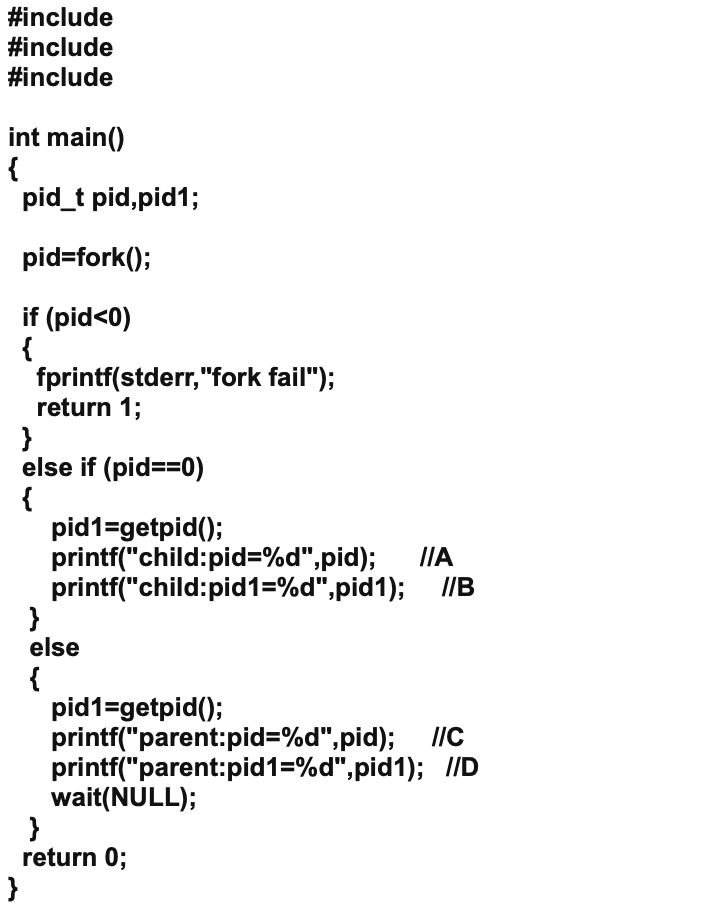 #include
#include
#include
int main()
{
pid_t pid,pid1;
pid=fork();
if (pid<0)
{
fprintf(stderr,"fork fail");
return 1;
}
else if (pid==0)
{
pid1=getpid();
printf("child:pid=%d",pid); //A
printf("child:pid1=%d",pid1); //B
}
else
{
pid1=getpid();
printf("parent:pid=%d",pid); //C
printf("parent:pid1=%d",pid1); //D
wait(NULL);
}
return 0;
}